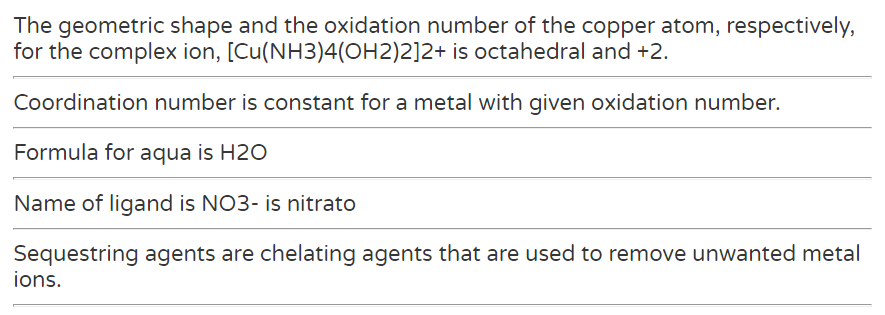 The geometric shape and the oxidation number of the copper atom, respectively,
for the complex ion, [Cu(NH3)4(OH2)2]2+ is octahedral and +2.
Coordination number is constant for a metal with given oxidation number.
Formula for aqua is H2O
Name of ligand is NO3- is nitrato
Sequestring agents are chelating agents that are used to remove unwanted metal
ions.